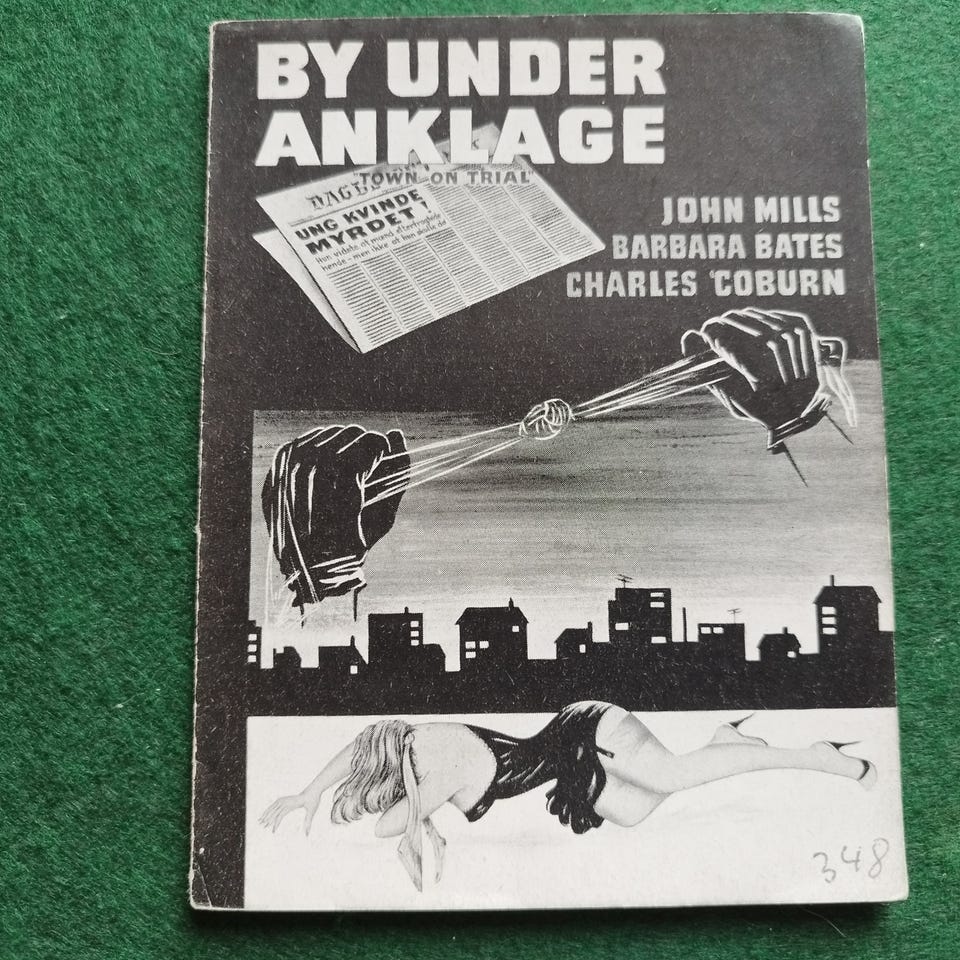 BY UNDER
ANKLAGE
"TOWN ON TRIAL"
UNG KVINDE
MYRDET!
JOHN MILLS
BARBARA BATES
CHARLES COBURN
348